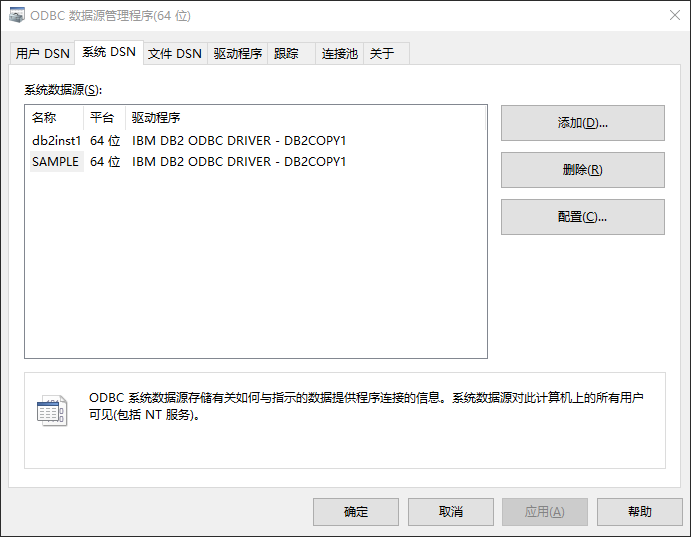 ODBC 数据源管理程序(64 位)
用户 DSN 系统 DSN 文件 DSN 驱动程序 跟踪 连接池 关于
系统数据源(S):
名称 平台 驱动程序
添加(D)...
db2inst1 64 位 IBM DB2 ODBC DRIVER - DB2COPY1
SAMPLE 64 位 IBM DB2 ODBC DRIVER - DB2COPY1
删除(R)
配置(C)...
ODBC 系统数据源存储有关如何与指示的数据提供程序连接的信息。系统数据源对此计算机上的所有用户
可见(包括 NT 服务)。
确定 取消 应用(A) 帮助